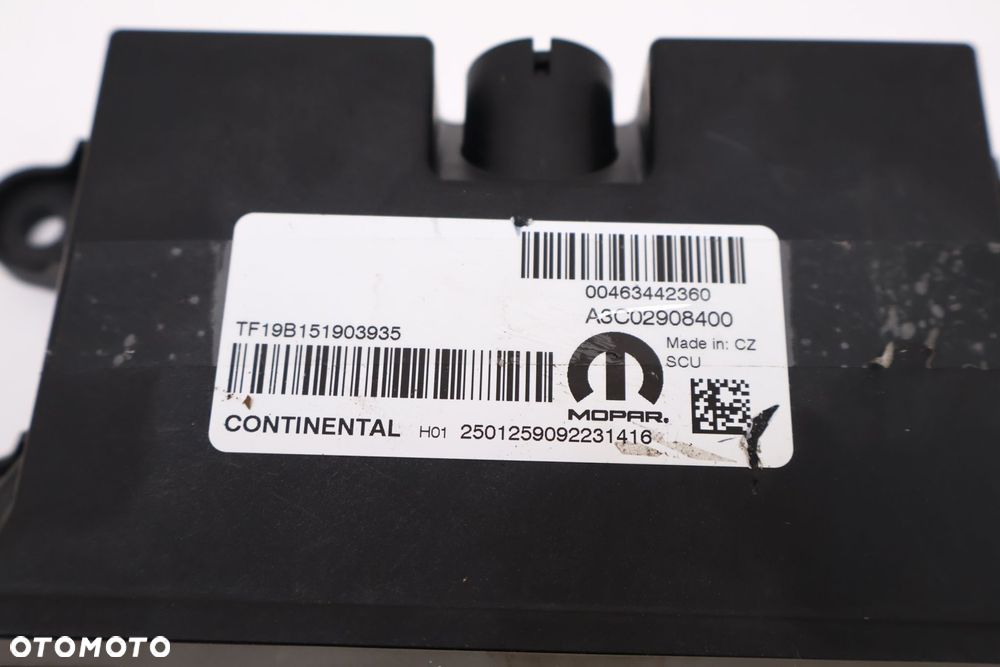 00463442360
A3C02908400
TF19B151903935
Made in: CZ
SCU
MOPAR.
CONTINENTAL H01 2501259092231416
OTOMOTO